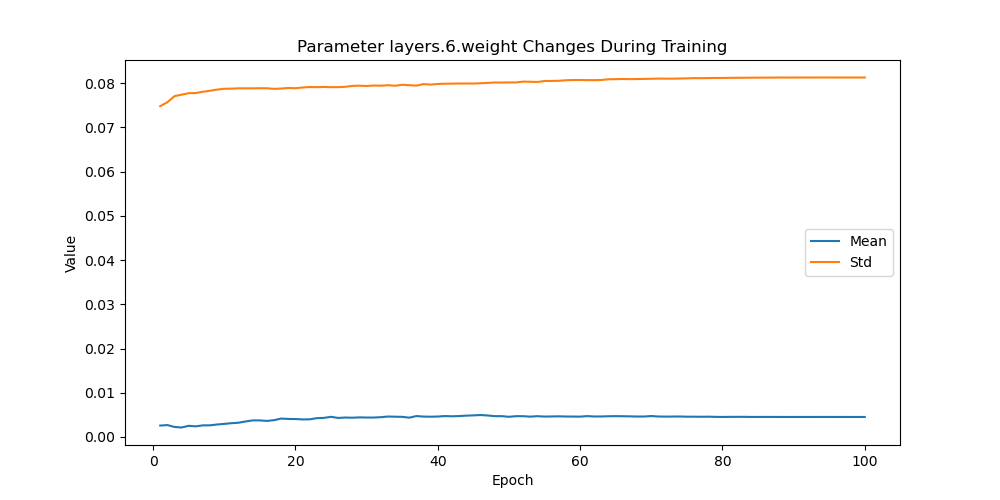 Parameter layers.6.weight Changes During Training
0.08
0.07
0.06
0.05
0.04
0.03
0.02
0.01
0.00
Value
Mean
Std
0 20 40 60 80 100
Epoch